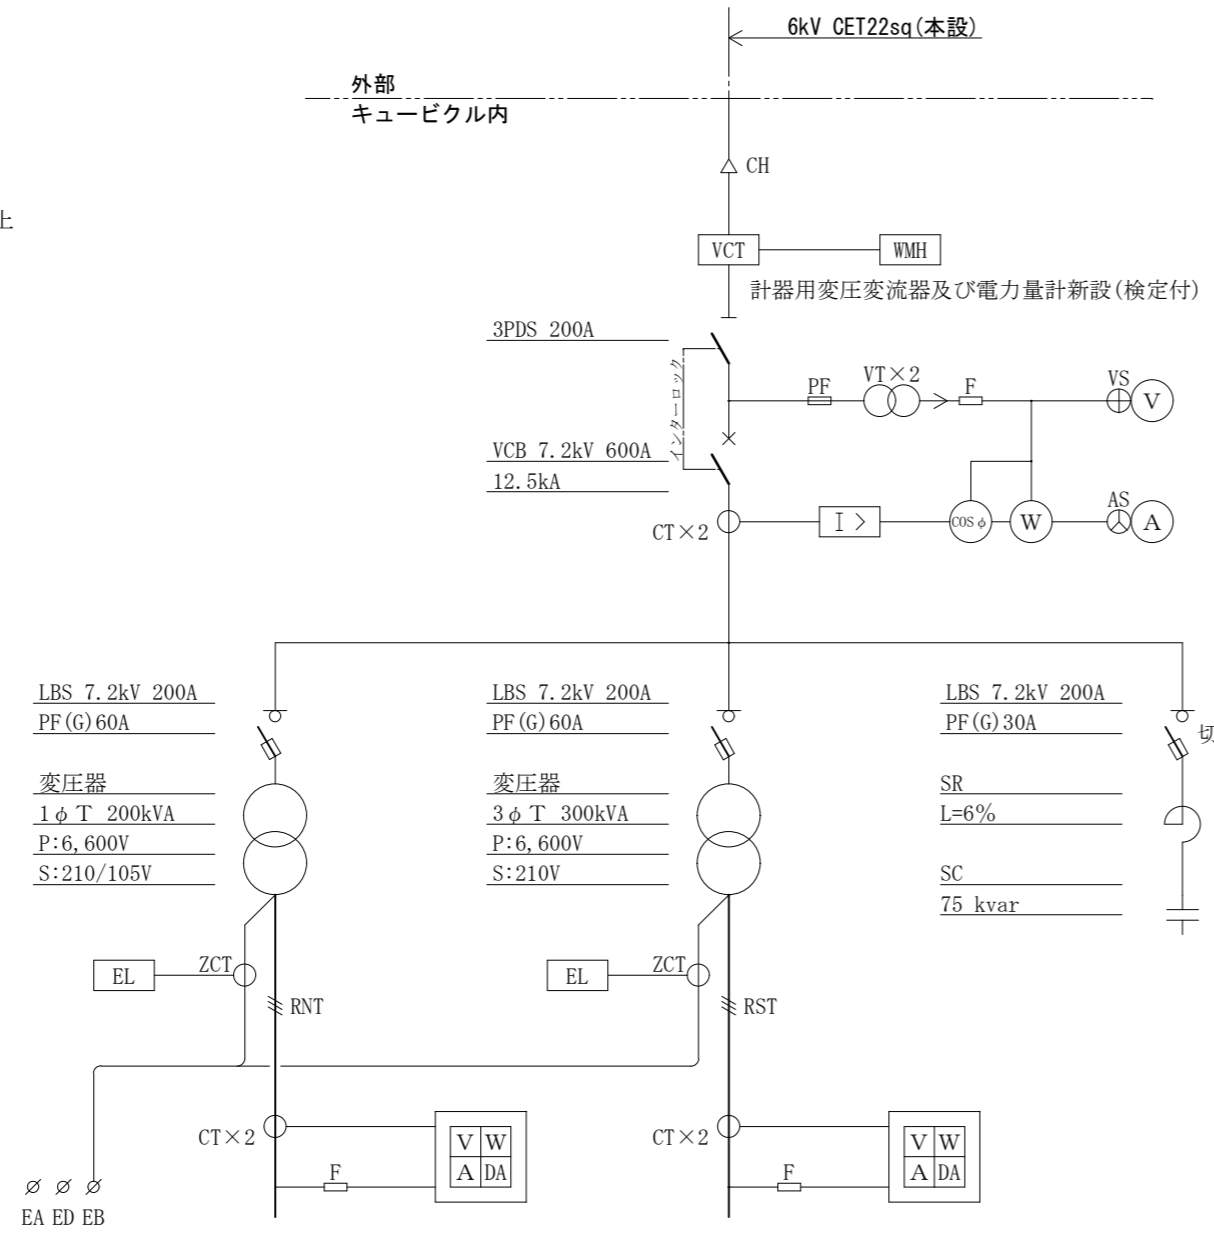 6kV CET22sq(本設)
外部
キュービクル内
CH
上
VCT
WMH
計器用変圧変流器及び電力量計新設(検定付)
3PDS 200A
インターロック
PF
VT×2
F
VS
V
VCB 7.2kV 600A
12.5kA
CT×2
I >
COSφ
W
AS
A
LBS 7.2kV 200A
PF(G)60A
変圧器
1φT 200kVA
P:6,600V
S:210/105V
LBS 7.2kV 200A
PF(G)60A
変圧器
3φT 300kVA
P:6,600V
S:210V
LBS 7.2kV 200A
PF(G)30A
切
SR
L=6%
SC
75 kvar
EL
ZCT
RNT
EL
ZCT
RST
CT×2
V W
A DA
F
CT×2
V W
A DA
F
EA ED EB